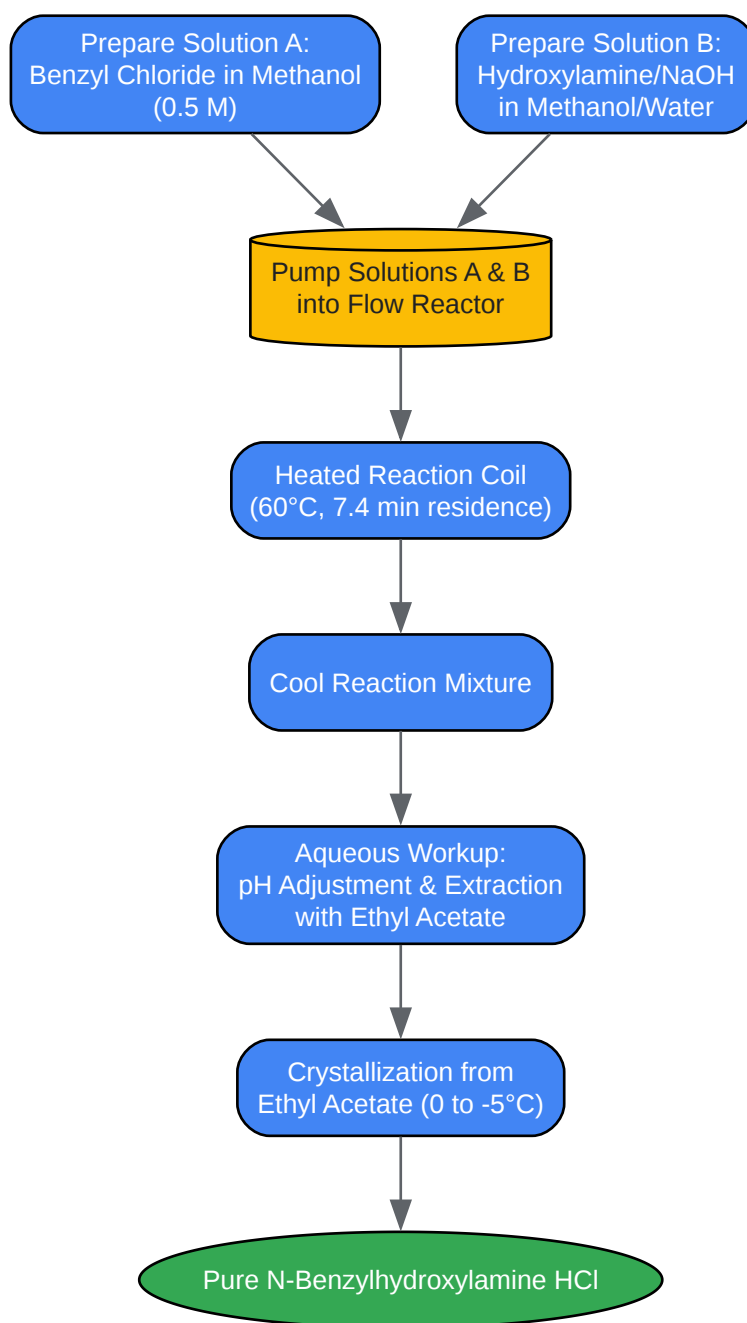 Prepare Solution A:
Benzyl Chloride in Methanol
(0.5 M)
Prepare Solution B:
Hydroxylamine/NaOH
in Methanol/Water
Pump Solutions A & B
into Flow Reactor
Heated Reaction Coil
(60°C, 7.4 min residence)
Cool Reaction Mixture
Aqueous Workup:
pH Adjustment & Extraction
with Ethyl Acetate
Crystallization from
Ethyl Acetate (0 to -5°C)
Pure N-Benzylhydroxylamine HCl